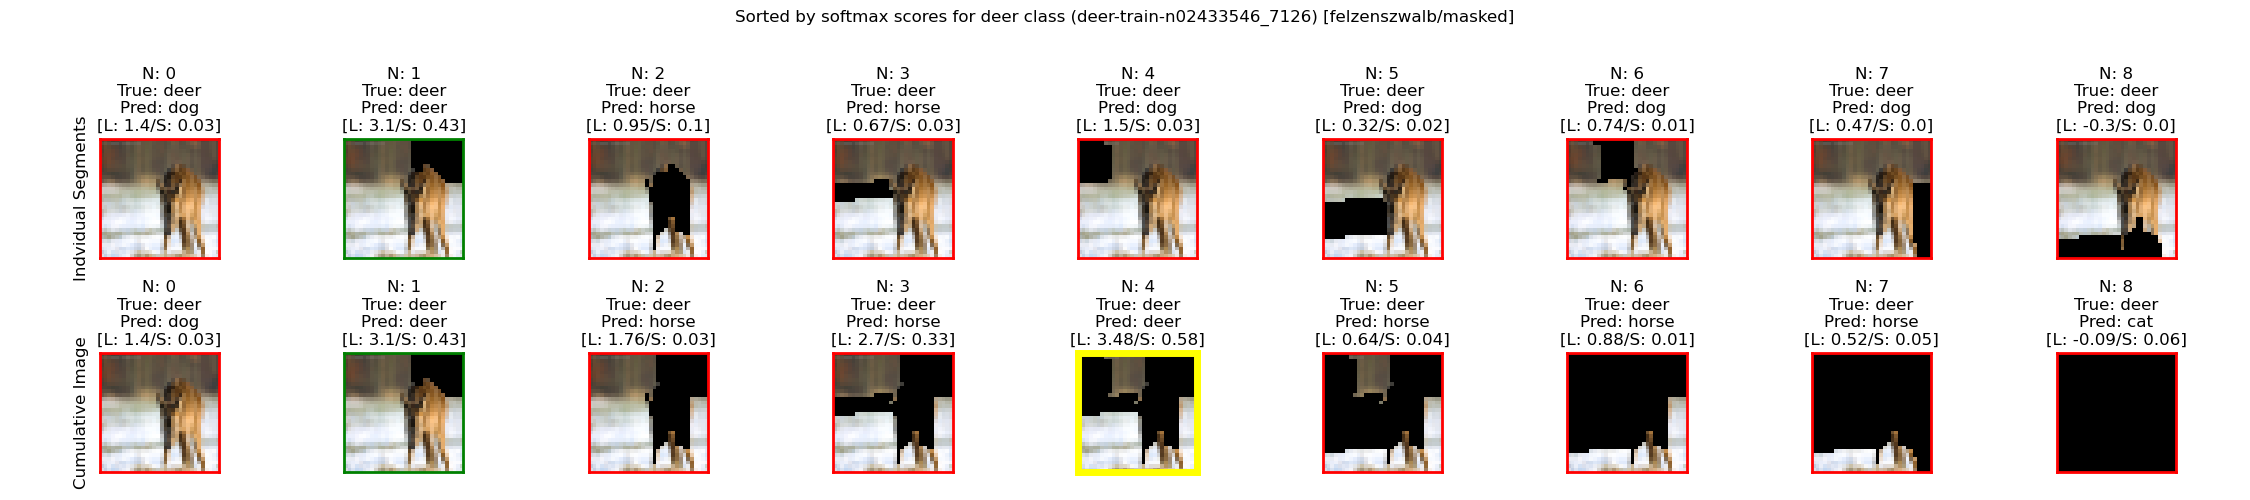 Sorted by softmax scores for deer class (deer-train-n02433546_7126) [felzenszwalb/masked]
Indvidual Segments
N: 0
True: deer
Pred: dog
[L: 1.4/S: 0.03]
N: 1
True: deer
Pred: deer
[L: 3.1/S: 0.43]
N: 2
True: deer
Pred: horse
[L: 0.95/S: 0.1]
N: 3
True: deer
Pred: horse
[L: 0.67/S: 0.03]
N: 4
True: deer
Pred: dog
[L: 1.5/S: 0.03]
N: 5
True: deer
Pred: dog
[L: 0.32/S: 0.02]
N: 6
True: deer
Pred: dog
[L: 0.74/S: 0.01]
N: 7
True: deer
Pred: dog
[L: 0.47/S: 0.0]
N: 8
True: deer
Pred: dog
[L: -0.3/S: 0.0]
Cumulative Image
N: 0
True: deer
Pred: dog
[L: 1.4/S: 0.03]
N: 1
True: deer
Pred: deer
[L: 3.1/S: 0.43]
N: 2
True: deer
Pred: horse
[L: 1.76/S: 0.03]
N: 3
True: deer
Pred: horse
[L: 2.7/S: 0.33]
N: 4
True: deer
Pred: deer
[L: 3.48/S: 0.58]
N: 5
True: deer
Pred: horse
[L: 0.64/S: 0.04]
N: 6
True: deer
Pred: horse
[L: 0.88/S: 0.01]
N: 7
True: deer
Pred: horse
[L: 0.52/S: 0.05]
N: 8
True: deer
Pred: cat
[L: -0.09/S: 0.06]